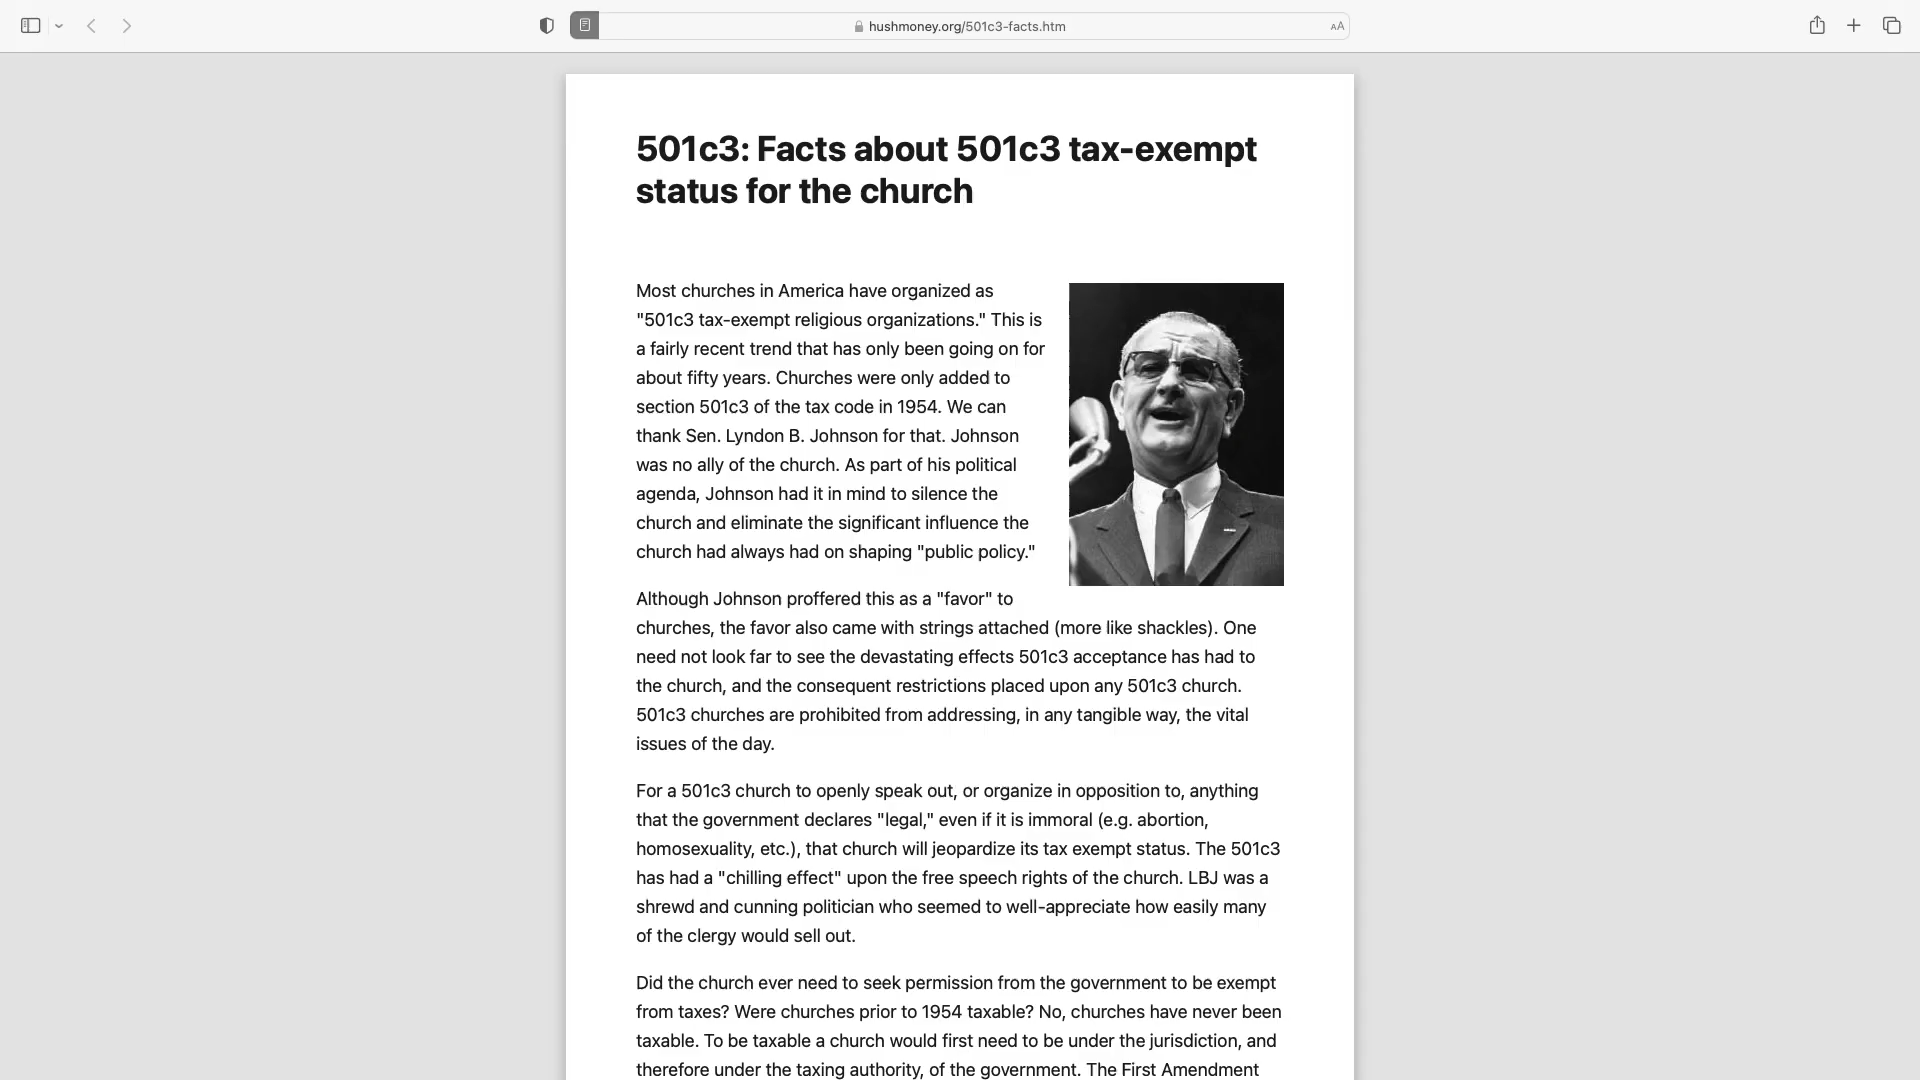 hushmoney.org/501c3-facts.htm
AA
501c3: Facts about 501c3 tax-exempt
status for the church
Most churches in America have organized as
"501c3 tax-exempt religious organizations." This is
a fairly recent trend that has only been going on for
about fifty years. Churches were only added to
section 501c3 of the tax code in 1954. We can
thank Sen. Lyndon B. Johnson for that. Johnson
was no ally of the church. As part of his political
agenda, Johnson had it in mind to silence the
church and eliminate the significant influence the
church had always had on shaping "public policy."
Although Johnson proffered this as a "favor" to
churches, the favor also came with strings attached (more like shackles). One
need not look far to see the devastating effects 501c3 acceptance has had to
the church, and the consequent restrictions placed upon any 501c3 church.
501c3 churches are prohibited from addressing, in any tangible way, the vital
issues of the day.
For a 501c3 church to openly speak out, or organize in opposition to, anything
that the government declares "legal," even if it is immoral (e.g. abortion,
homosexuality, etc.), that church will jeopardize its tax exempt status. The 501c3
has had a "chilling effect" upon the free speech rights of the church. LBJ was a
shrewd and cunning politician who seemed to well-appreciate how easily many
of the clergy would sell out.
Did the church ever need to seek permission from the government to be exempt
from taxes? Were churches prior to 1954 taxable? No, churches have never been
taxable. To be taxable a church would first need to be under the jurisdiction, and
therefore under the taxing authority, of the government. The First Amendment